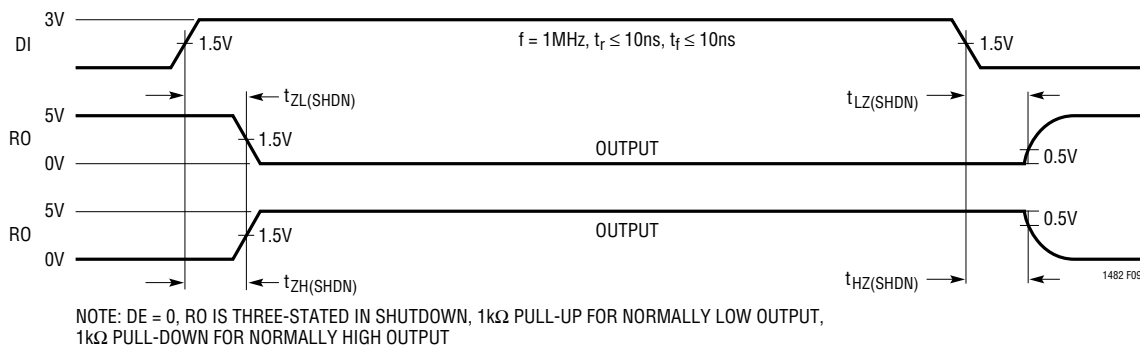 3V
DI
1.5V
f = 1MHz, tr ≤ 10ns, tf ≤ 10ns
1.5V
tZL(SHDN)
tLZ(SHDN)
5V
RO
0V
1.5V
OUTPUT
0.5V
5V
RO
0V
1.5V
OUTPUT
0.5V
tZH(SHDN)
tHZ(SHDN)
1482 F09
NOTE: DE = 0, RO IS THREE-STATED IN SHUTDOWN, 1kΩ PULL-UP FOR NORMALLY LOW OUTPUT,
1kΩ PULL-DOWN FOR NORMALLY HIGH OUTPUT